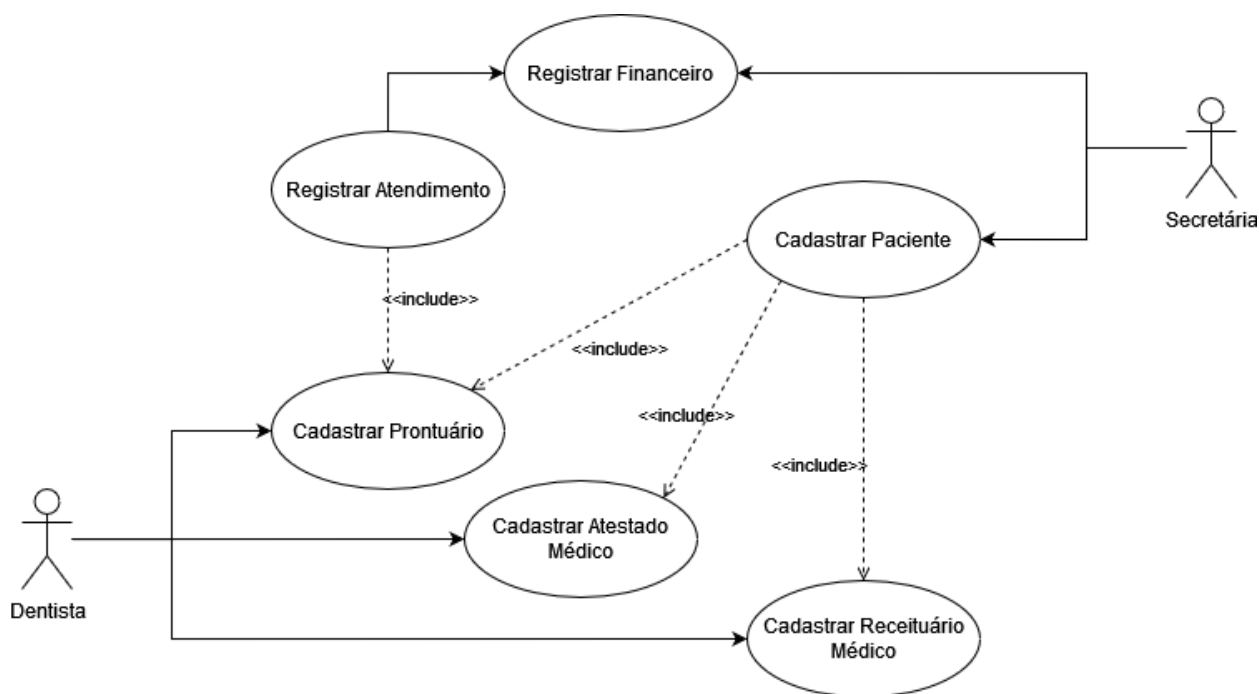 Registrar Financeiro
Registrar Atendimento
Secretária
Cadastrar Paciente
<<include>>
<<include>>
<<include>>
Cadastrar Prontuário
<<include>>
Cadastrar Atestado
Médico
Dentista
Cadastrar Receituário
Médico